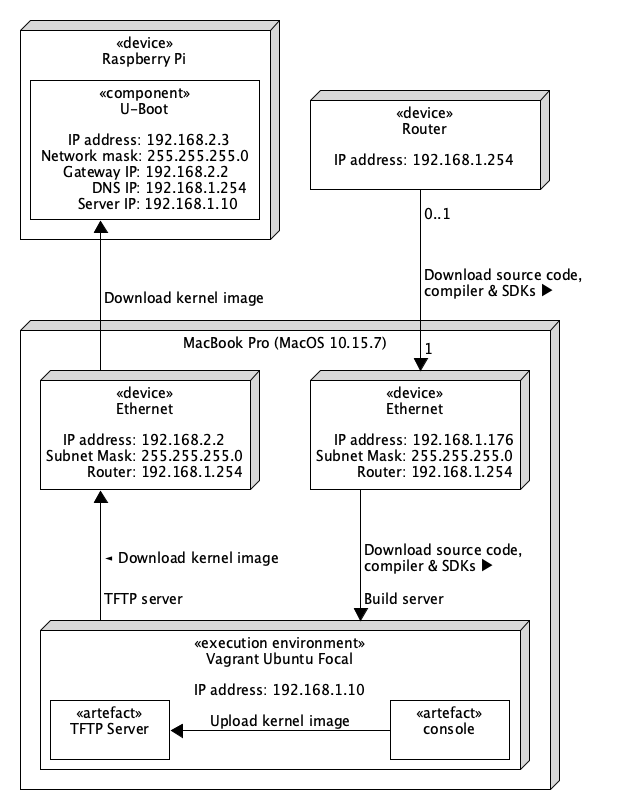 «device»
Raspberry Pi
«component»
U-Boot
IP address: 192.168.2.3
Network mask: 255.255.255.0
Gateway IP: 192.168.2.2
DNS IP: 192.168.1.254
Server IP: 192.168.1.10
«device»
Router
IP address: 192.168.1.254
0..1
Download source code,
compiler & SDKs ▶
1
Download kernel image
MacBook Pro (MacOS 10.15.7)
«device»
Ethernet
IP address: 192.168.2.2
Subnet Mask: 255.255.255.0
Router: 192.168.1.254
«device»
Ethernet
IP address: 192.168.1.176
Subnet Mask: 255.255.255.0
Router: 192.168.1.254
◄ Download kernel image
TFTP server
Download source code,
compiler & SDKs ▶
Build server
«execution environment»
Vagrant Ubuntu Focal
IP address: 192.168.1.10
«artefact»
TFTP Server
Upload kernel image
«artefact»
console